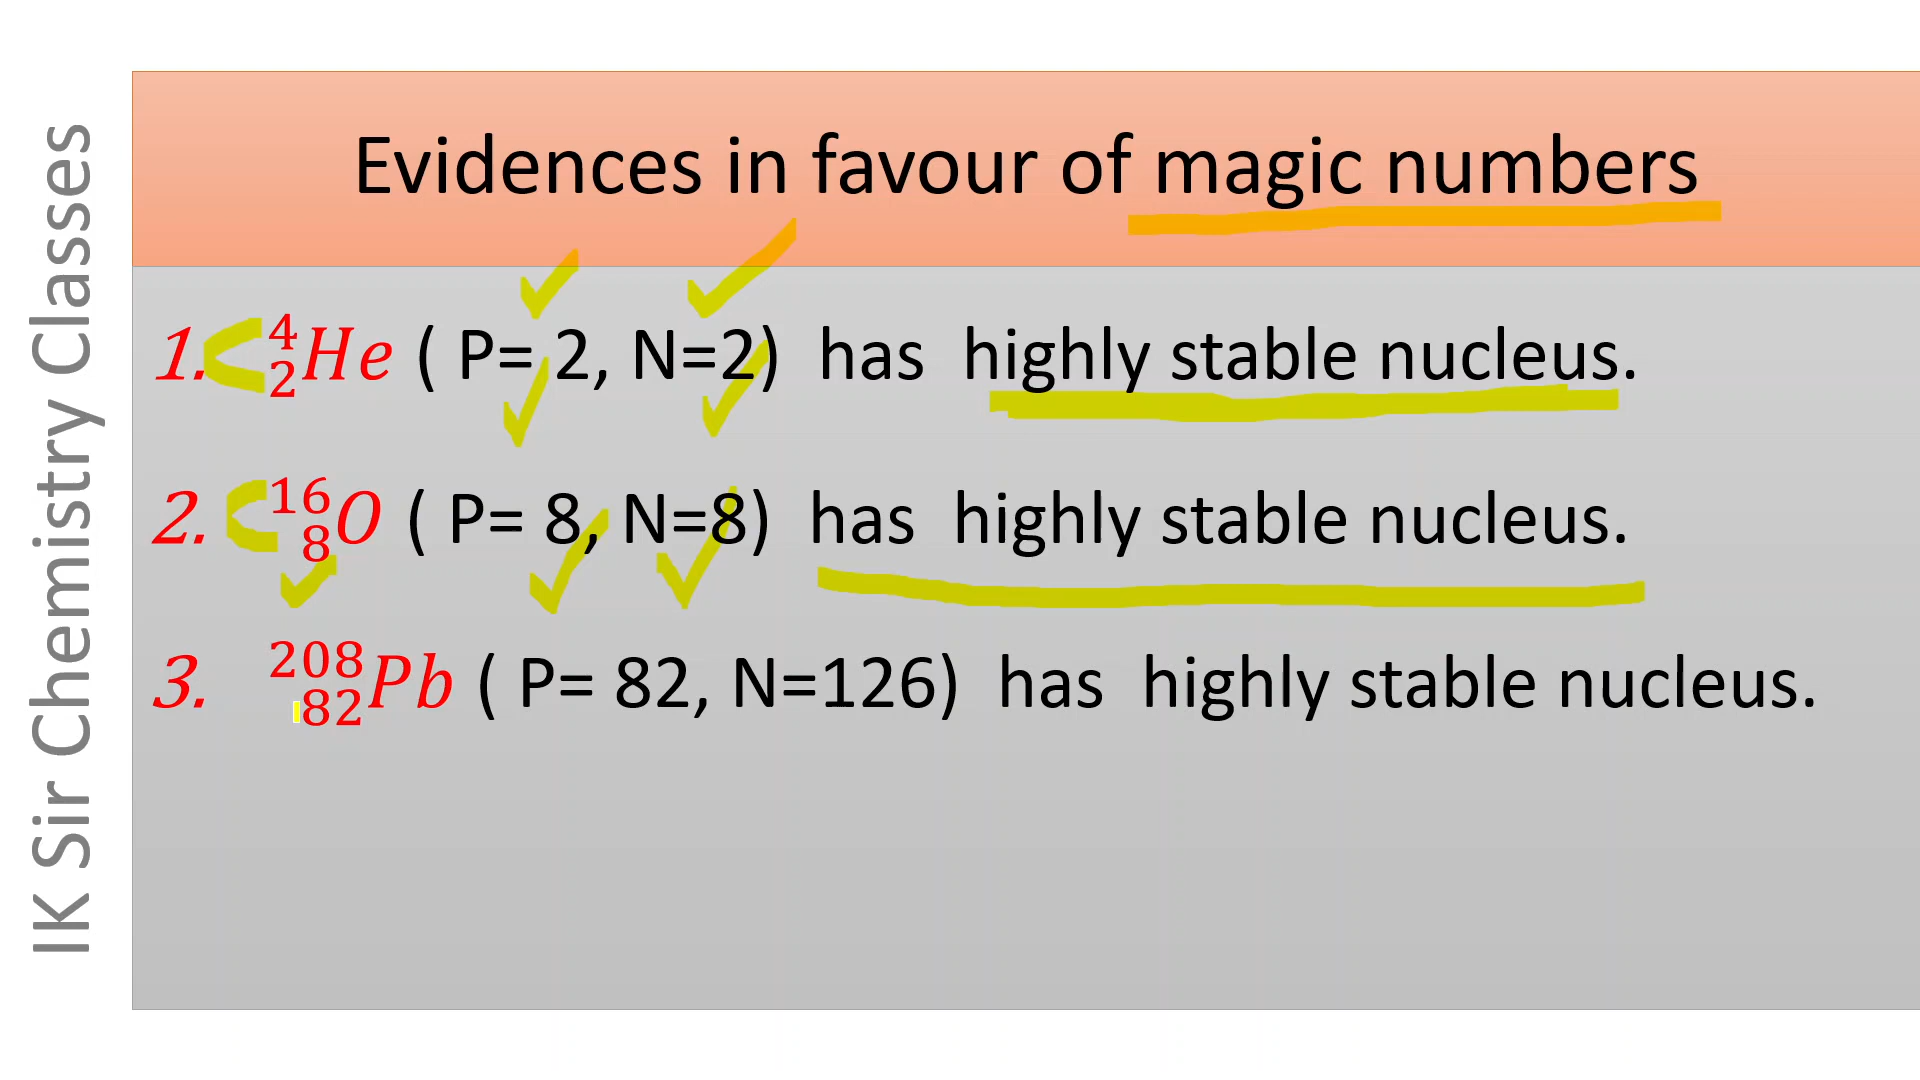 IK Sir Chemistry Classes
Evidences in favour of magic numbers
1. ⁴₂He ( P= 2, N=2) has highly stable nucleus.
2. ¹⁶₈O ( P= 8, N=8) has highly stable nucleus.
3. ²⁰⁸₈₂Pb ( P= 82, N=126) has highly stable nucleus.